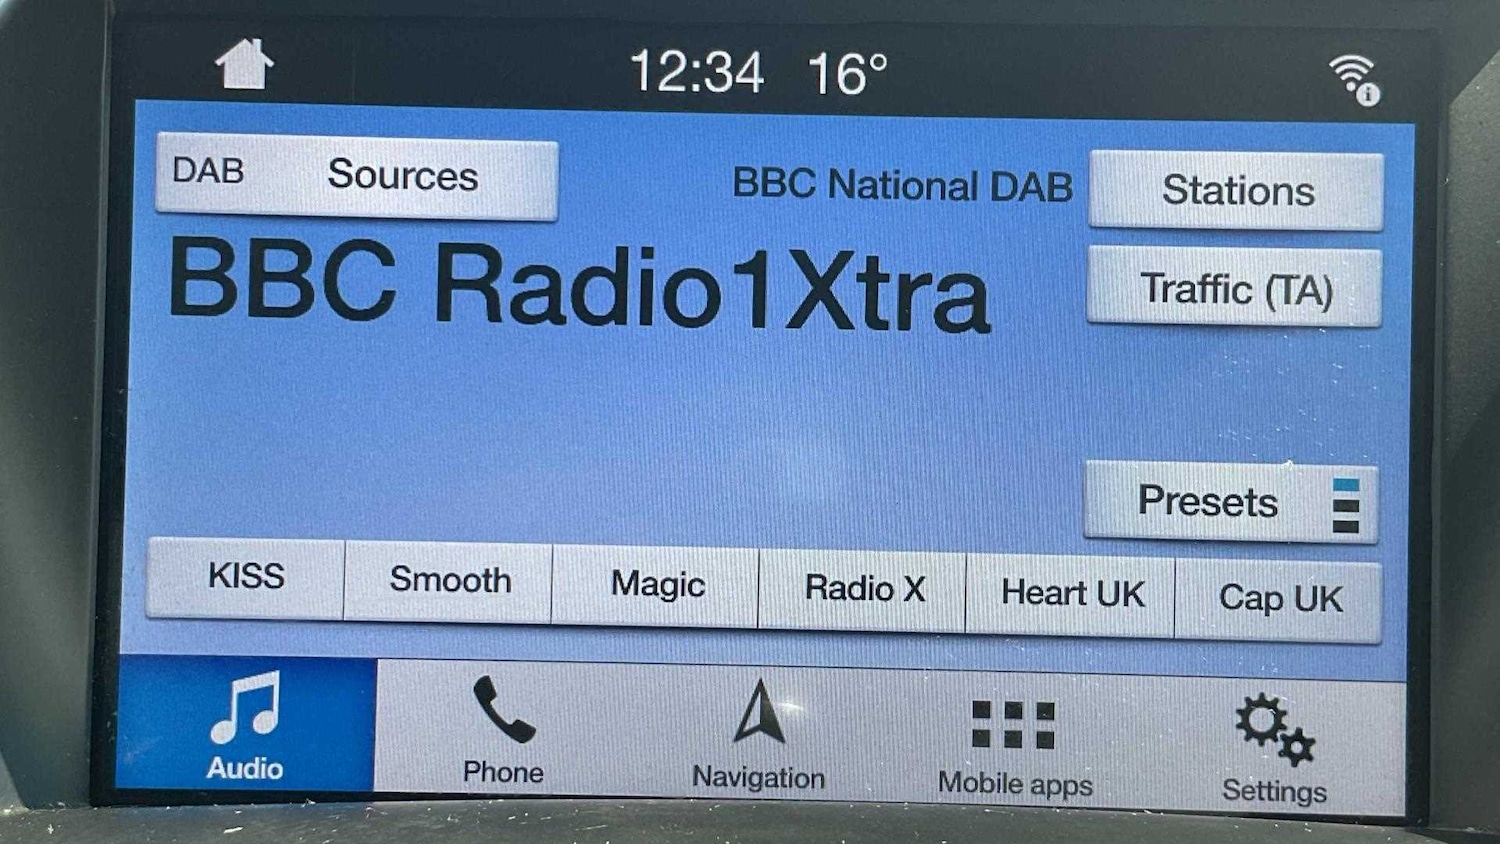 12:34 16°
DAB Sources
BBC National DAB
Stations
BBC Radio1Xtra
Traffic (TA)
Presets
KISS Smooth Magic Radio X Heart UK Cap UK
Audio Phone Navigation Mobile apps Settings